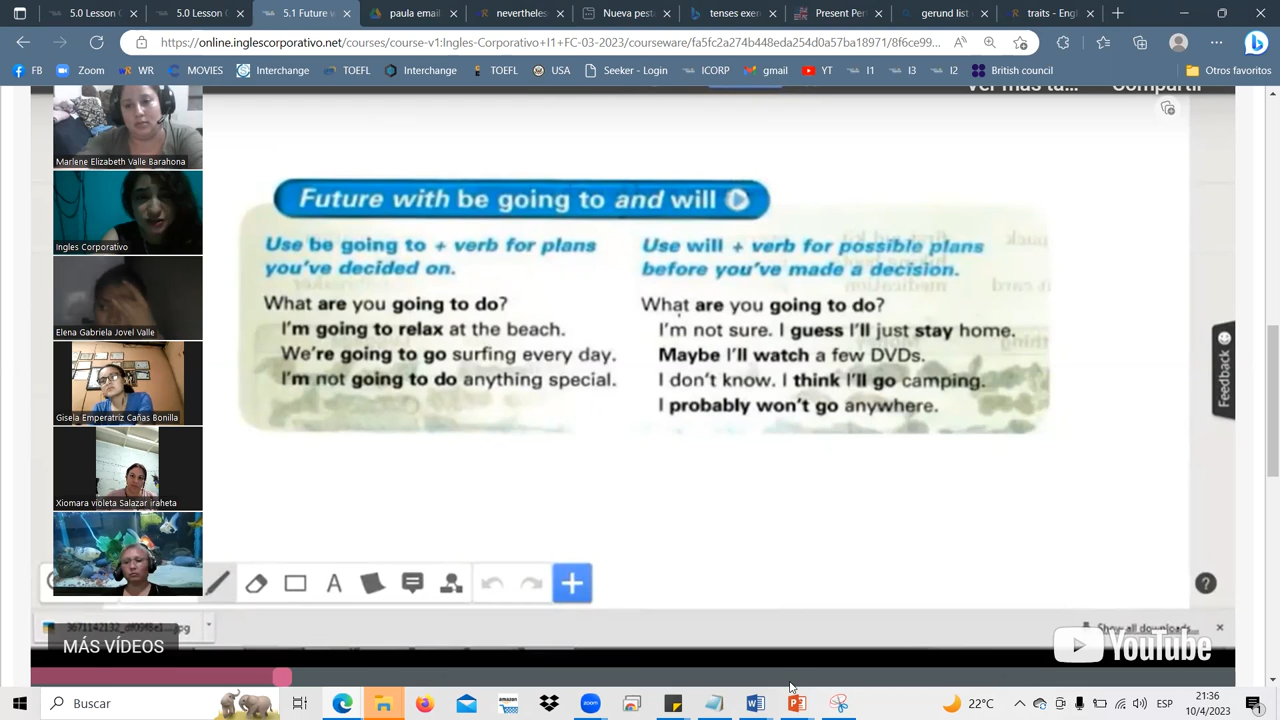 5.0 Lesson O
5.0 Lesson C
5.1 Future w
paula email
nevertheles
Nueva pesta
tenses exer
Present Per
gerund list
traits - Engl
https://online.inglescorporativo.net/courses/course-v1:Ingles-Corporativo+I1+FC-03-2023/courseware/fa5fc2a274b448eda254d0a57ba18971/8f6ce99...
FB
Zoom
WR
MOVIES
Interchange
TOEFL
Interchange
TOEFL
USA
Seeker - Login
ICORP
gmail
YT
I1
I3
I2
British council
Otros favoritos
Ver más ta...
Compartir
Marlene Elizabeth Valle Barahona
Ingles Corporativo
Elena Gabriela Jovel Valle
Gisela Emperatriz Cañas Bonilla
Xiomara violeta Salazar iraheta
Future with be going to and will
Use be going to + verb for plans
you've decided on.
What are you going to do?
I'm going to relax at the beach.
We're going to go surfing every day.
I'm not going to do anything special.
Use will + verb for possible plans
before you've made a decision.
What are you going to do?
I'm not sure. I guess I'll just stay home.
Maybe I'll watch a few DVDs.
I don't know. I think I'll go camping.
I probably won't go anywhere.
Feedback
Show all downloads...
MÁS VÍDEOS
YouTube
Buscar
22°C
ESP
21:36
10/4/2023